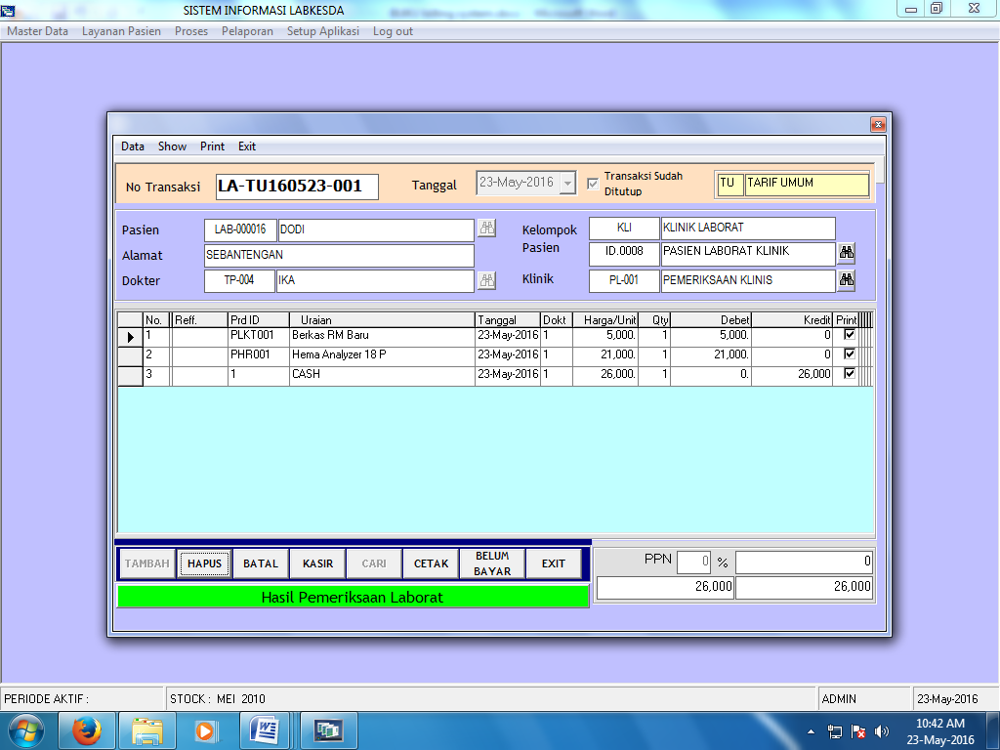 SISTEM INFORMASI LABKESDA
Master Data Layanan Pasien Proses Pelaporan Setup Aplikasi Log out
Data Show Print Exit
No Transaksi LA-TU160523-001 Tanggal 23-May-2016 Transaksi Sudah Ditutup TU TARIF UMUM
Pasien LAB-000016 DODI Kelompok Pasien KLI KLINIK LABORAT
Alamat SEBANTENGAN ID.0008 PASIEN LABORAT KLINIK
Dokter TP-004 IKA Klinik PL-001 PEMERIKSAAN KLINIS
No. Reff. Prd ID Uraian Tanggal Dokt Harga/Unit Qty Debet Kredit Print
1 PLKT001 Berkas RM Baru 23-May-2016 1 5,000. 1 5,000. 0
2 PHR001 Hema Analyzer 18 P 23-May-2016 1 21,000. 1 21,000. 0
3 1 CASH 23-May-2016 1 26,000. 1 0. 26,000
TAMBAH HAPUS BATAL KASIR CARI CETAK BELUM BAYAR EXIT
PPN 0 % 0
26,000 26,000
Hasil Pemeriksaan Laborat
PERIODE AKTIF : STOCK : MEI 2010 ADMIN 23-May-2016
10:42 AM
23-May-2016